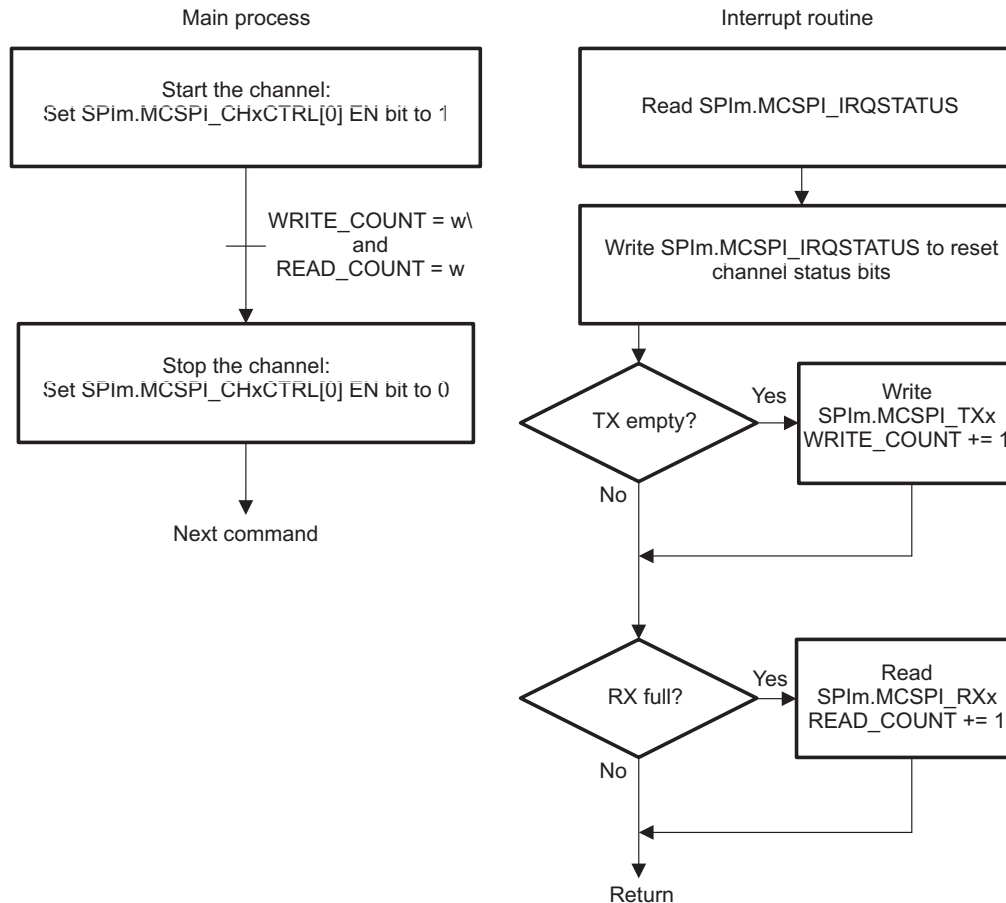 Main process
Start the channel:
Set SPIm.MCSPI_CHxCTRL[0] EN bit to 1
WRITE_COUNT = w\
and
READ_COUNT = w
Stop the channel:
Set SPIm.MCSPI_CHxCTRL[0] EN bit to 0
Next command
Interrupt routine
Read SPIm.MCSPI_IRQSTATUS
Write SPIm.MCSPI_IRQSTATUS to reset
channel status bits
TX empty?
Yes
Write
SPIm.MCSPI_TXx
WRITE_COUNT += 1
No
RX full?
Yes
Read
SPIm.MCSPI_RXx
READ_COUNT += 1
No
Return